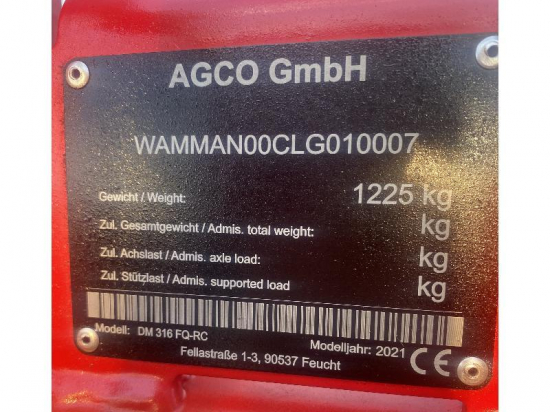 AGCO GmbH
WAMMAN00CLG010007
Gewicht / Weight: 1225 kg
Zul. Gesamtgewicht / Admis. total weight: kg
Zul. Achslast / Admis. axle load: kg
Zul. Stützlast / Admis. supported load kg
Modell: DM 316 FQ-RC Modelljahr: 2021 CE
Fellastraße 1-3, 90537 Feucht